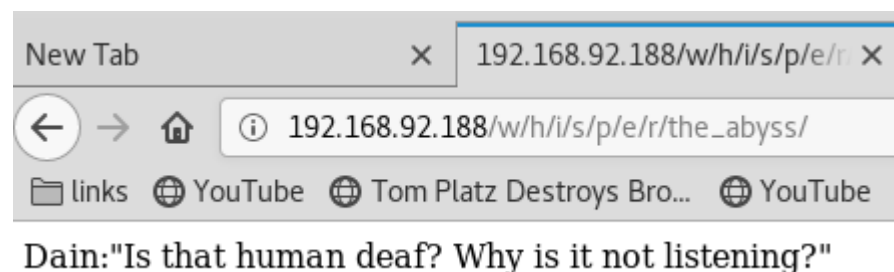 New Tab
192.168.92.188/w/h/i/s/p/e/r/
192.168.92.188/w/h/i/s/p/e/r/the_abyss/
links YouTube Tom Platz Destroys Bro... YouTube
Dain:"Is that human deaf? Why is it not listening?"